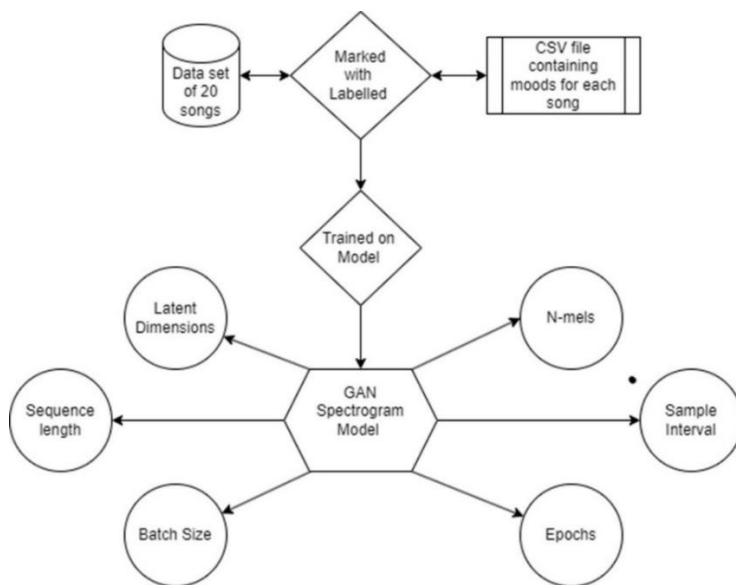 Data set
of 20
songs
Marked
with
Labelled
CSV file
containing
moods for each
song
Trained on
Model
Latent
Dimensions
N-mels
Sequence
length
GAN
Spectrogram
Model
Sample
Interval
Batch Size
Epochs